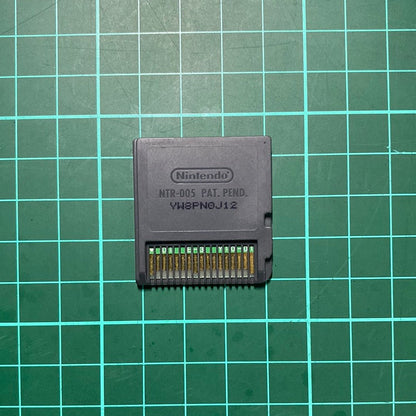 Nintendo
NTR-005 PAT. PEND.
YW8PN0J12